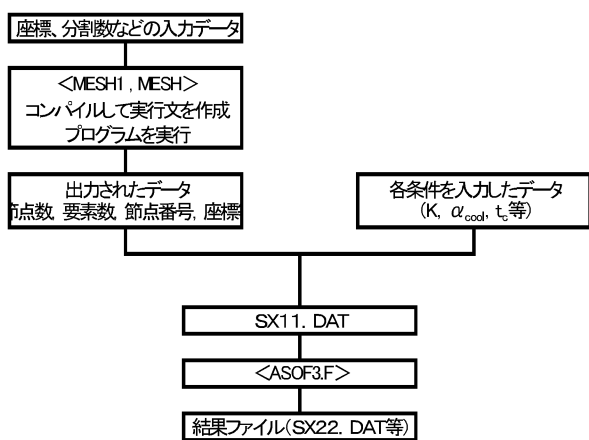 座標、分割数などの入力データ
<MESH1 , MESH>
コンパイルして実行文を作成
プログラムを実行
出力されたデータ
節点数, 要素数, 節点番号, 座標
各条件を入力したデータ
(K, αcool, tc等)
SX11. DAT
<ASOF3.F>
結果ファイル(SX22. DAT等)